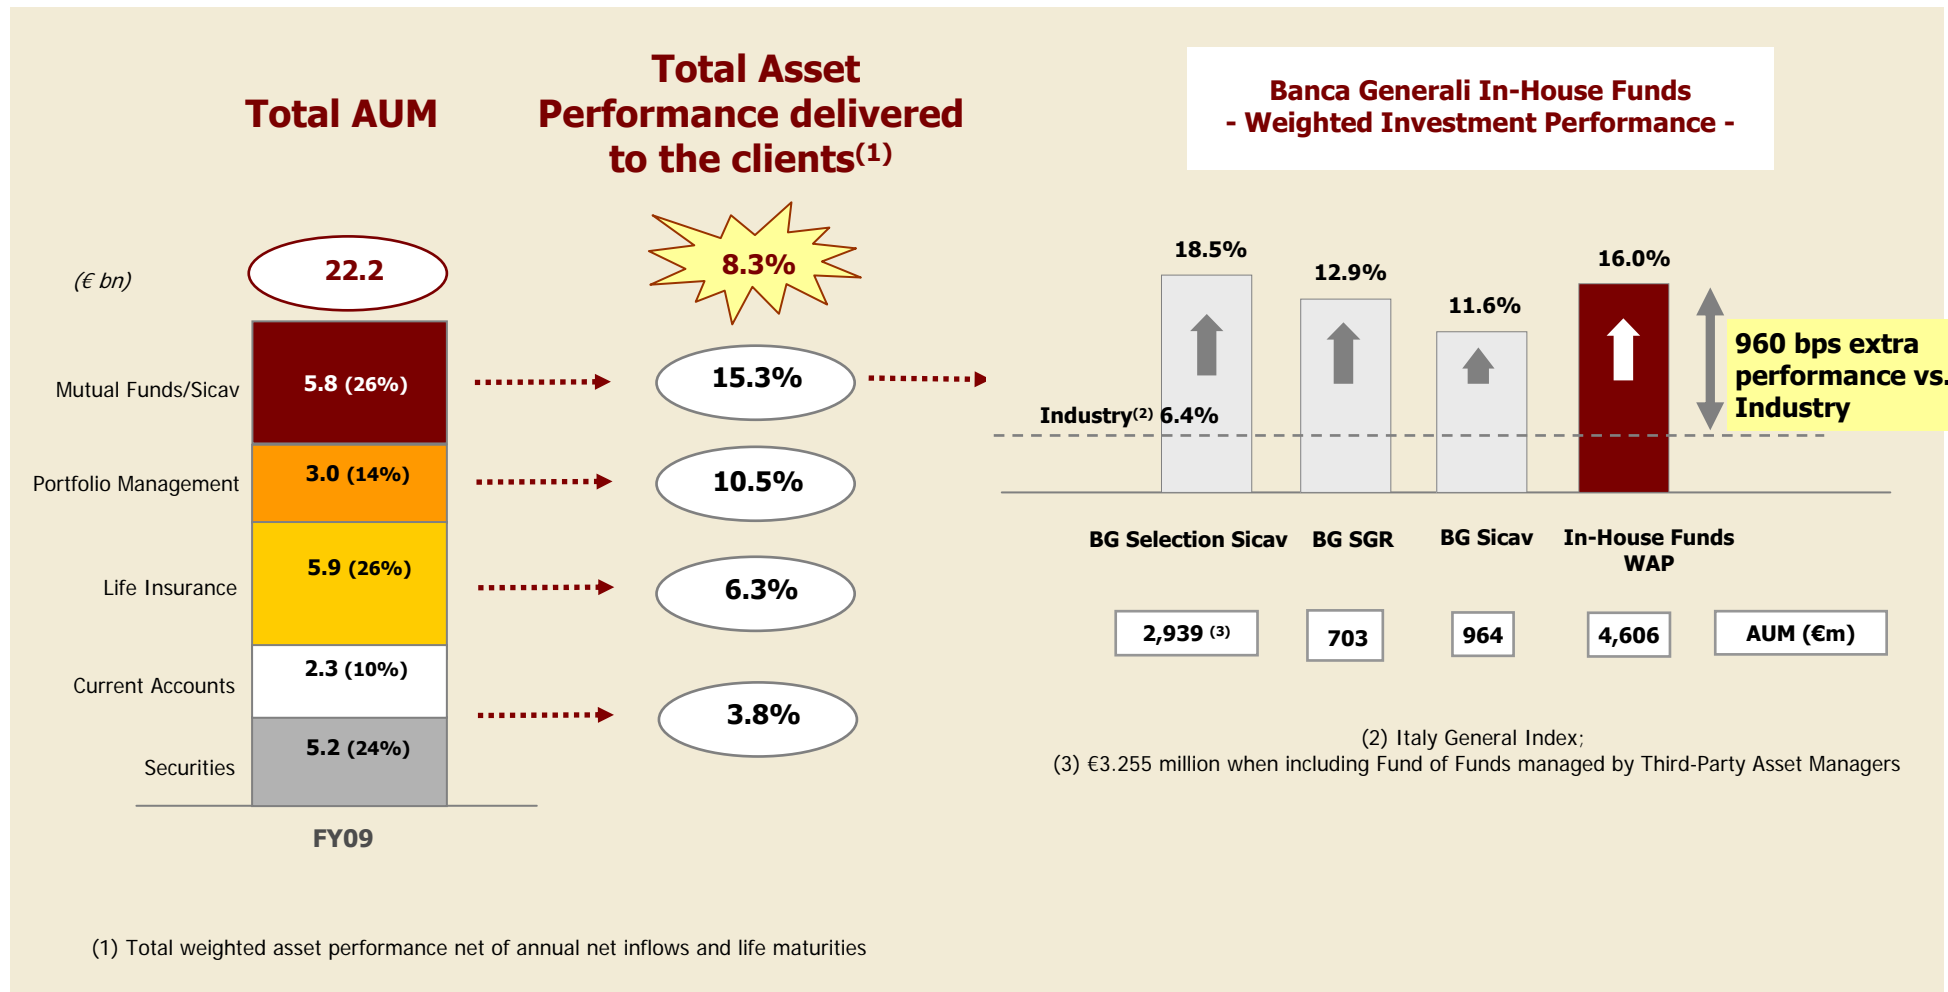 Total AUM
Total Asset
Performance delivered
to the clients(1)
Banca Generali In-House Funds
- Weighted Investment Performance -
(€ bn)
22.2
8.3%
Mutual Funds/Sicav
5.8 (26%)
15.3%
Portfolio Management
3.0 (14%)
10.5%
Life Insurance
5.9 (26%)
6.3%
Current Accounts
2.3 (10%)
3.8%
Securities
5.2 (24%)
FY09
18.5%
12.9%
11.6%
16.0%
Industry(2) 6.4%
960 bps extra
performance vs.
Industry
BG Selection Sicav
BG SGR
BG Sicav
In-House Funds
WAP
2,939 (3)
703
964
4,606
AUM (€m)
(2) Italy General Index;
(3) €3.255 million when including Fund of Funds managed by Third-Party Asset Managers
(1) Total weighted asset performance net of annual net inflows and life maturities